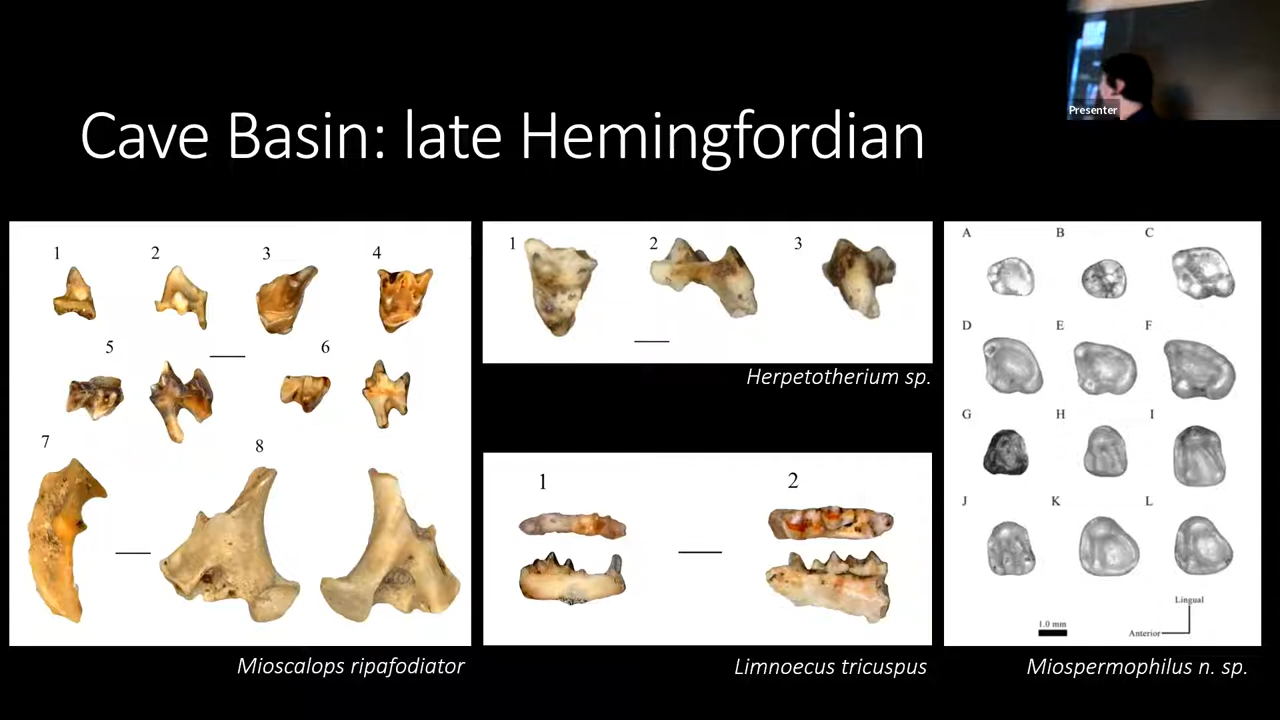 Presenter
Cave Basin: late Hemingfordian
1 2 3 4
5 6
7 8
Mioscalops ripafodiator
1 2 3
Herpetotherium sp.
1 2
Limnoecus tricuspus
A B C
D E F
G H I
J K L
Lingual
1.0 mm
Anterior
Miospermophilus n. sp.